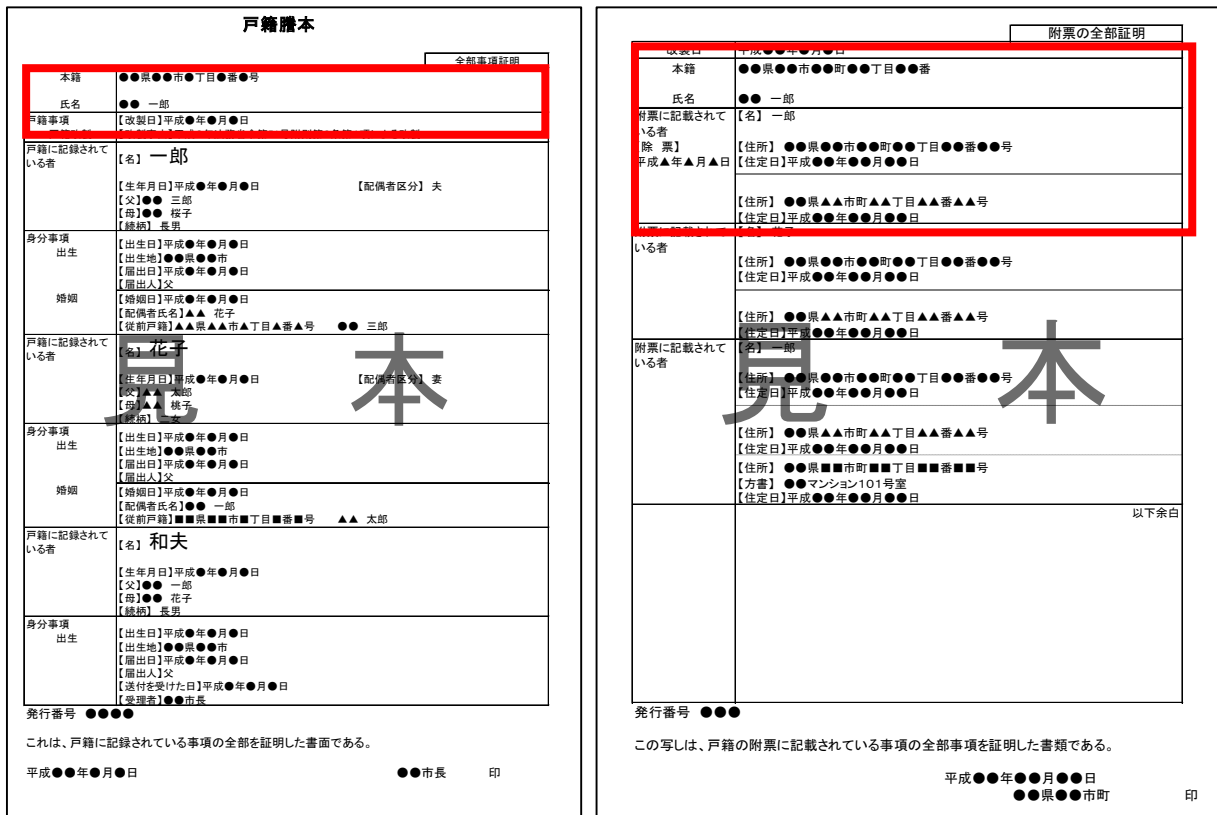 戸籍謄本
全部事項証明
本籍 ●●県●●市●丁目●番●号
氏名 ●● 一郎
戸籍事項 【改製日】平成●年●月●日
戸籍に記録されて
いる者
【名】 一郎
【生年月日】平成●年●月●日 【配偶者区分】 夫
【父】●● 三郎
【母】●● 桜子
【続柄】 長男
身分事項
出生
【出生日】平成●年●月●日
【出生地】●●県●●市
【届出日】平成●年●月●日
【届出人】父
婚姻
【婚姻日】平成●年●月●日
【配偶者氏名】▲▲ 花子
【従前戸籍】▲▲県▲▲市▲丁目▲番▲号 ●● 三郎
戸籍に記録されて
いる者
【名】 花子
【生年月日】平成●年●月●日 【配偶者区分】 妻
【父】▲▲ 太郎
【母】▲▲ 桃子
【続柄】 二女
身分事項
出生
【出生日】平成●年●月●日
【出生地】●●県●●市
【届出日】平成●年●月●日
【届出人】父
婚姻
【婚姻日】平成●年●月●日
【配偶者氏名】●● 一郎
【従前戸籍】■■県■■市■丁目■番■号 ▲▲ 太郎
戸籍に記録されて
いる者
【名】 和夫
【生年月日】平成●年●月●日
【父】●● 一郎
【母】●● 花子
【続柄】 長男
身分事項
出生
【出生日】平成●年●月●日
【出生地】●●県●●市
【届出日】平成●年●月●日
【届出人】父
【送付を受けた日】平成●年●月●日
【受理者】●●市長
見本
発行番号 ●●●●
これは、戸籍に記録されている事項の全部を証明した書面である。
平成●●年●月●日 ●●市長 印
附票の全部証明
改製日 平成●●年●月●日
本籍 ●●県●●市●●町●●丁目●●番
氏名 ●● 一郎
附票に記載されて
いる者
【除 票】
平成▲年▲月▲日
【名】 一郎
【住所】 ●●県●●市●●町●●丁目●●番●●号
【住定日】平成●●年●●月●●日
【住所】 ●●県▲▲市町▲▲丁目▲▲番▲▲号
【住定日】平成●●年●●月●●日
附票に記載されて
いる者
【名】 花子
【住所】 ●●県●●市●●町●●丁目●●番●●号
【住定日】平成●●年●●月●●日
【住所】 ●●県▲▲市町▲▲丁目▲▲番▲▲号
【住定日】平成●●年●●月●●日
附票に記載されて
いる者
【名】 一郎
【住所】 ●●県●●市●●町●●丁目●●番●●号
【住定日】平成●●年●●月●●日
【住所】 ●●県▲▲市町▲▲丁目▲▲番▲▲号
【住定日】平成●●年●●月●●日
【住所】 ●●県■■市町■■丁目■■番■■号
【方書】 ●●マンション101号室
【住定日】平成●●年●●月●●日
以下余白
見本
発行番号 ●●●
この写しは、戸籍の附票に記載されている事項の全部事項を証明した書類である。
平成●●年●●月●●日
●●県●●市町 印